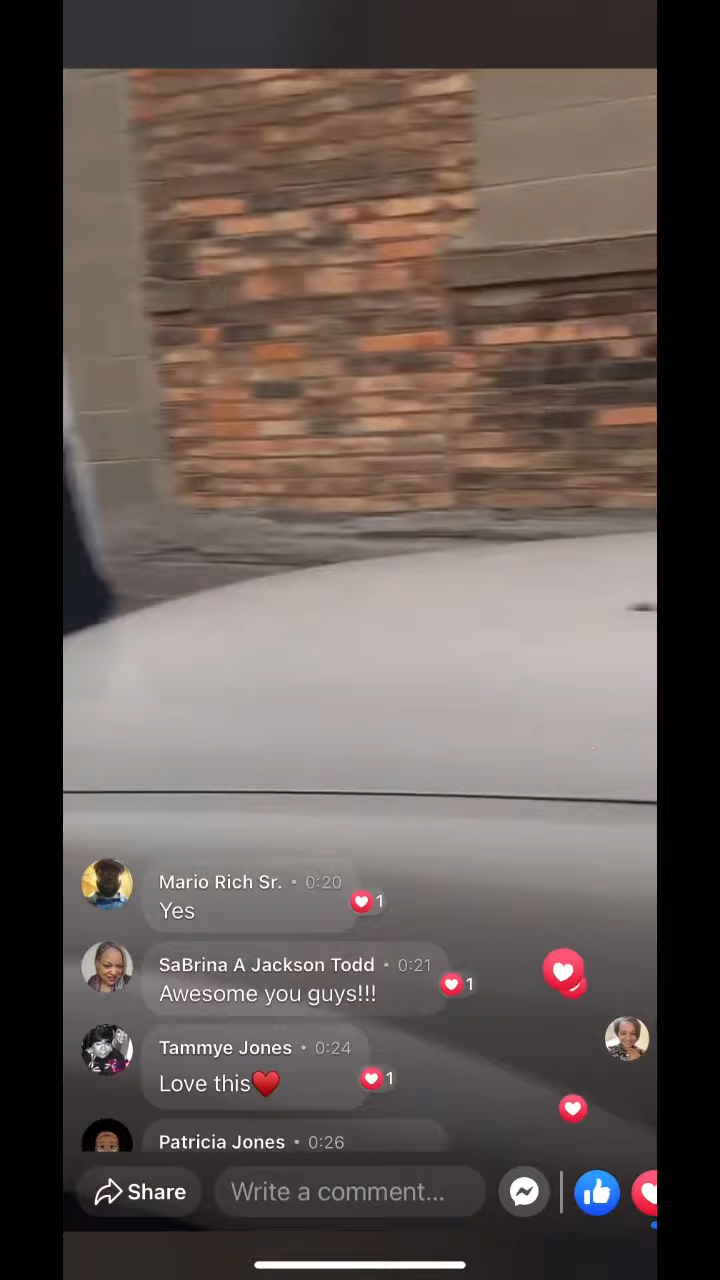 Mario Rich Sr. • 0:20
Yes
1
SaBrina A Jackson Todd • 0:21
Awesome you guys!!!
1
Tammye Jones • 0:24
Love this♥️
1
Patricia Jones • 0:26
Share
Write a comment...